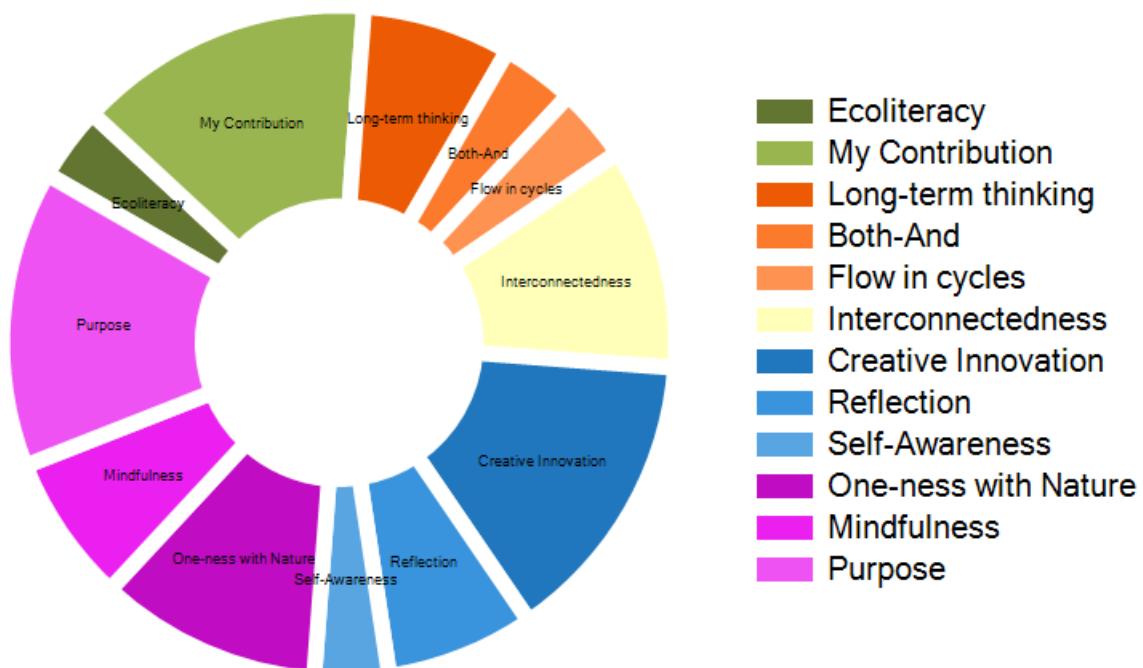 My Contribution
Long-term thinking
Both-And
Flow in cycles
Ecoliteracy
Interconnectedness
Purpose
Creative Innovation
Mindfulness
One-ness with Nature
Reflection
Self-Awareness
Ecoliteracy
My Contribution
Long-term thinking
Both-And
Flow in cycles
Interconnectedness
Creative Innovation
Reflection
Self-Awareness
One-ness with Nature
Mindfulness
Purpose